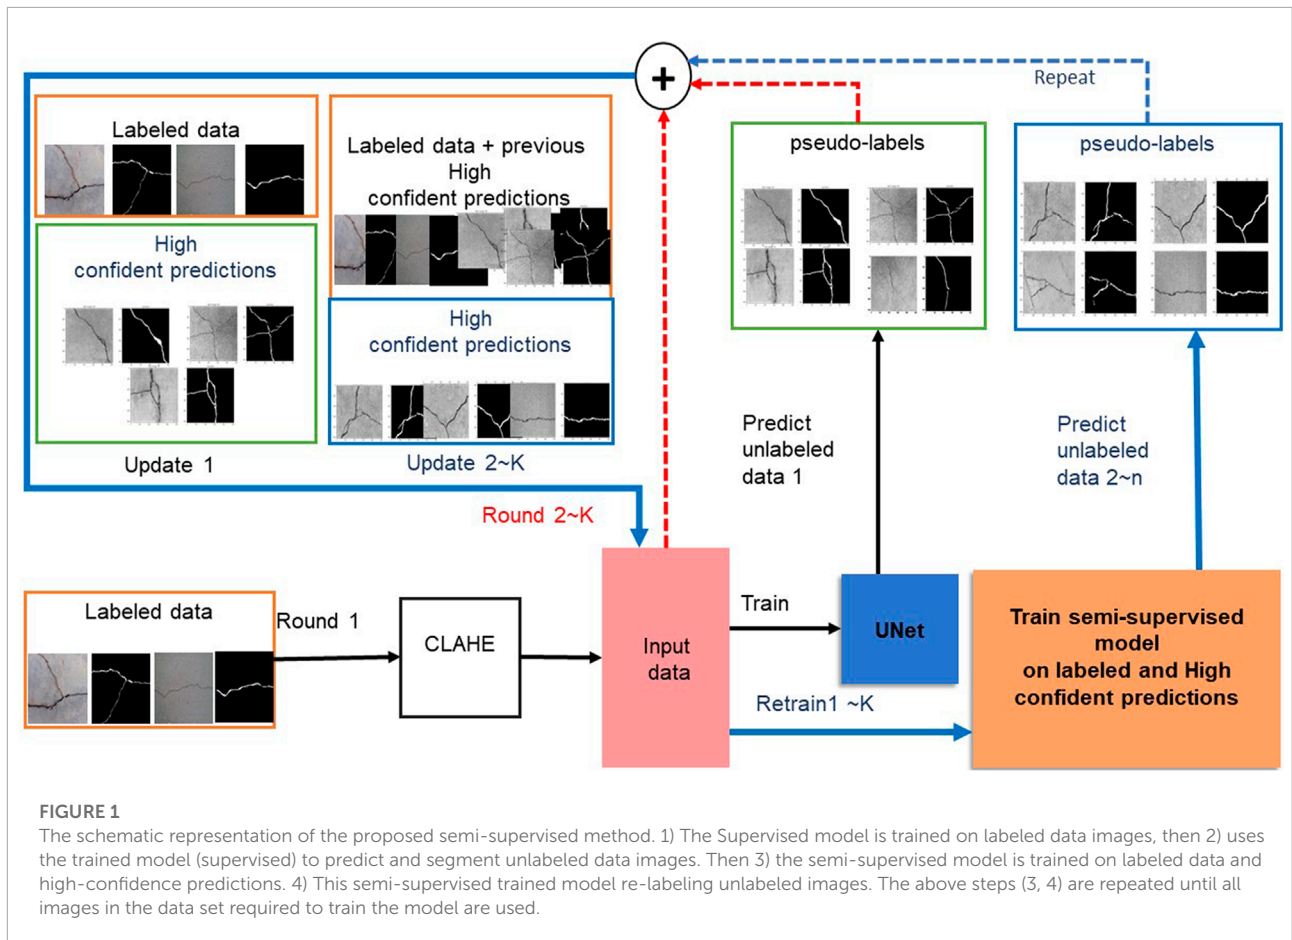 +
Repeat
Labeled data
Labeled data + previous
High
confident predictions
pseudo-labels
pseudo-labels
High
confident predictions
High
confident predictions
Update 1
Update 2~K
Predict
unlabeled
data 1
Predict
unlabeled
data 2~n
Round 2~K
Labeled data
Round 1
CLAHE
Input
data
Train
UNet
Train semi-supervised
model
on labeled and High
confident predictions
Retrain1 ~K
FIGURE 1
The schematic representation of the proposed semi-supervised method. 1) The Supervised model is trained on labeled data images, then 2) uses
the trained model (supervised) to predict and segment unlabeled data images. Then 3) the semi-supervised model is trained on labeled data and
high-confidence predictions. 4) This semi-supervised trained model re-labeling unlabeled images. The above steps (3, 4) are repeated until all
images in the data set required to train the model are used.